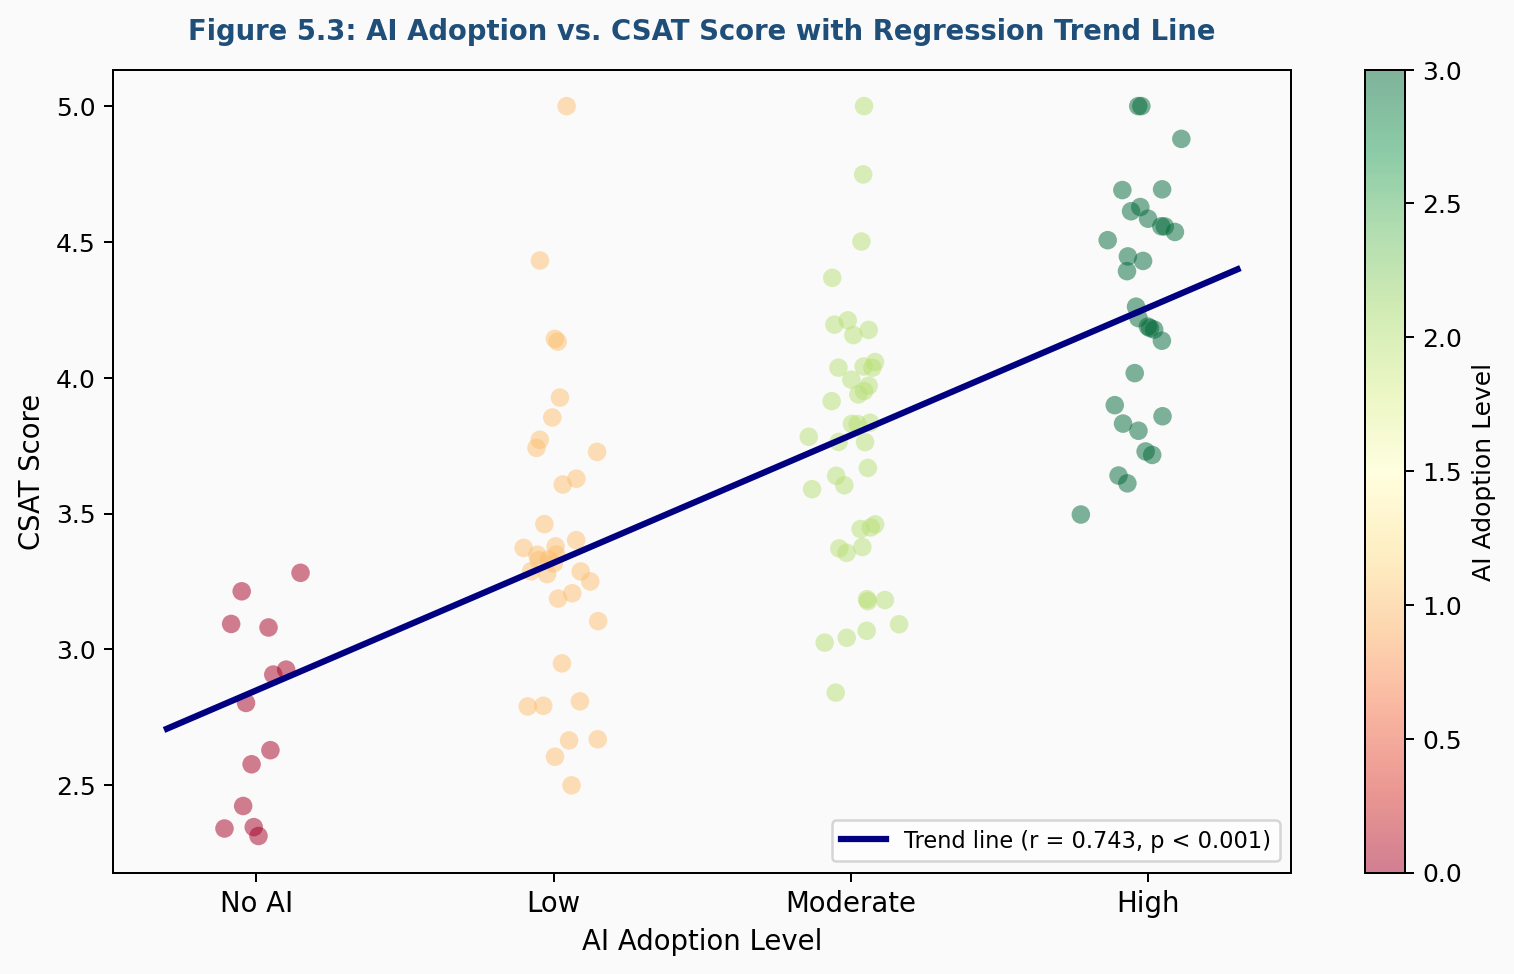 Figure 5.3: AI Adoption vs. CSAT Score with Regression Trend Line
CSAT Score
5.0
4.5
4.0
3.5
3.0
2.5
No AI
Low
Moderate
High
AI Adoption Level
Trend line (r = 0.743, p < 0.001)
3.0
2.5
2.0
1.5
1.0
0.5
0.0
AI Adoption Level